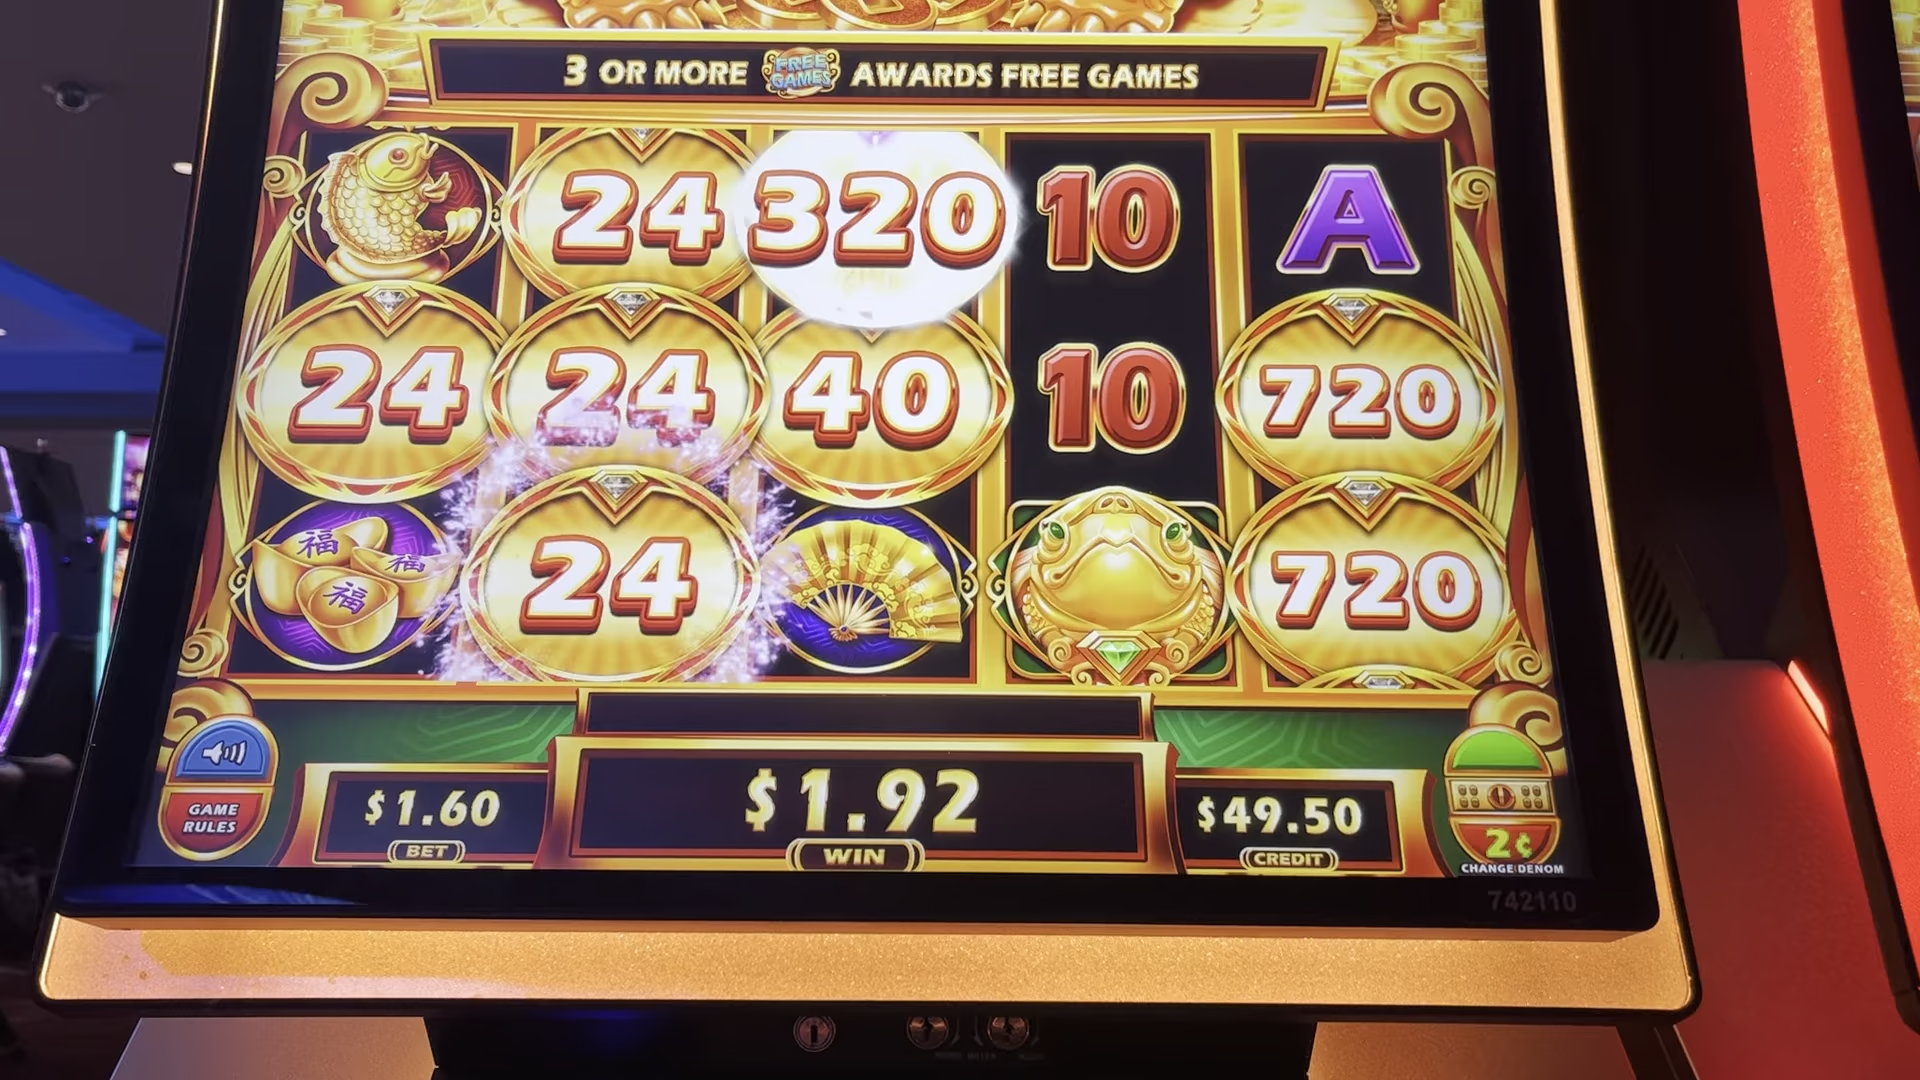 3 OR MORE FREE GAMES AWARDS FREE GAMES
24 320 10 A
24 24 40 10 720
福 福 福 24 720
GAME RULES
$1.60
BET
$1.92
WIN
$49.50
CREDIT
2¢
CHANGE DENOM
742110